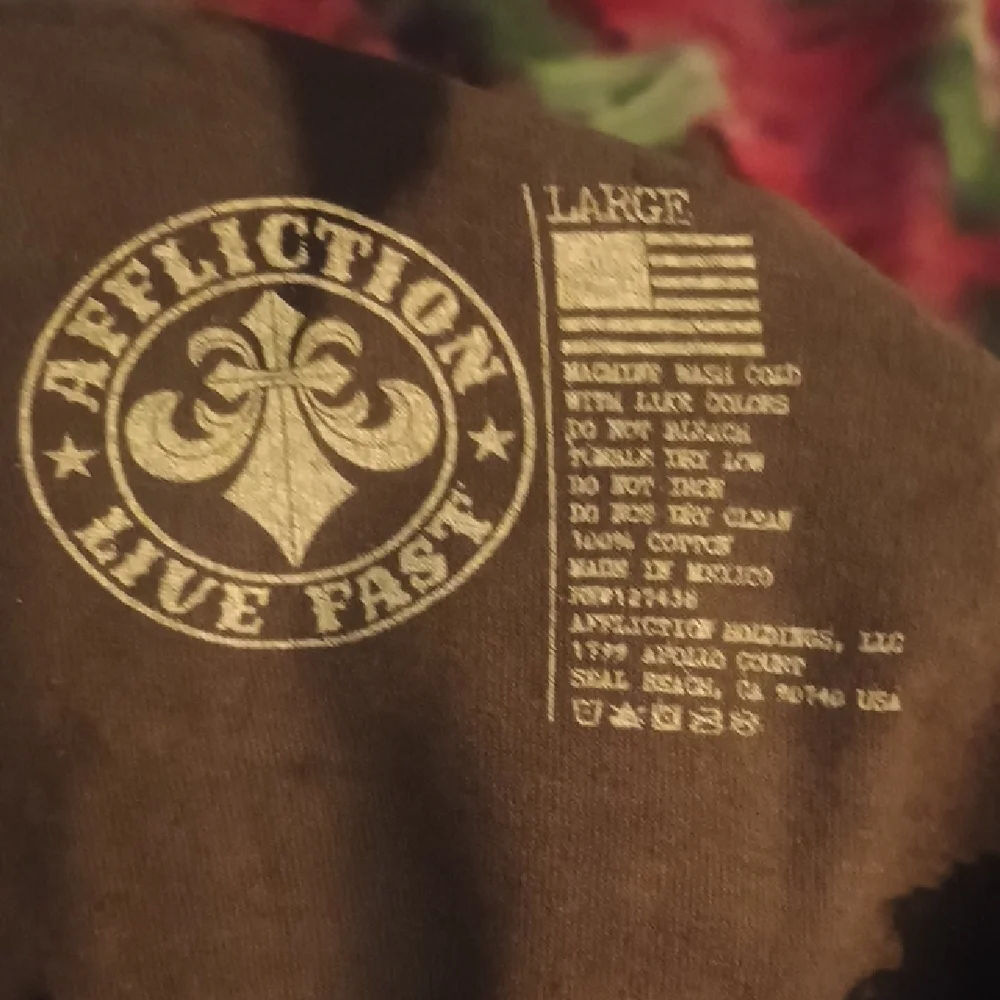 AFFLICTION
LIVE FAST
LARGE
MACHINE WASH COLD
WITH LIKE COLORS
DO NOT BLEACH
TUMBLE DRY LOW
DO NOT IRON
DO NOT DRY CLEAN
100% COTTON
MADE IN MEXICO
AFFLICTION HOLDINGS, LLC
1799 APOLLO COURT
SEAL BEACH, CA 90740 USA